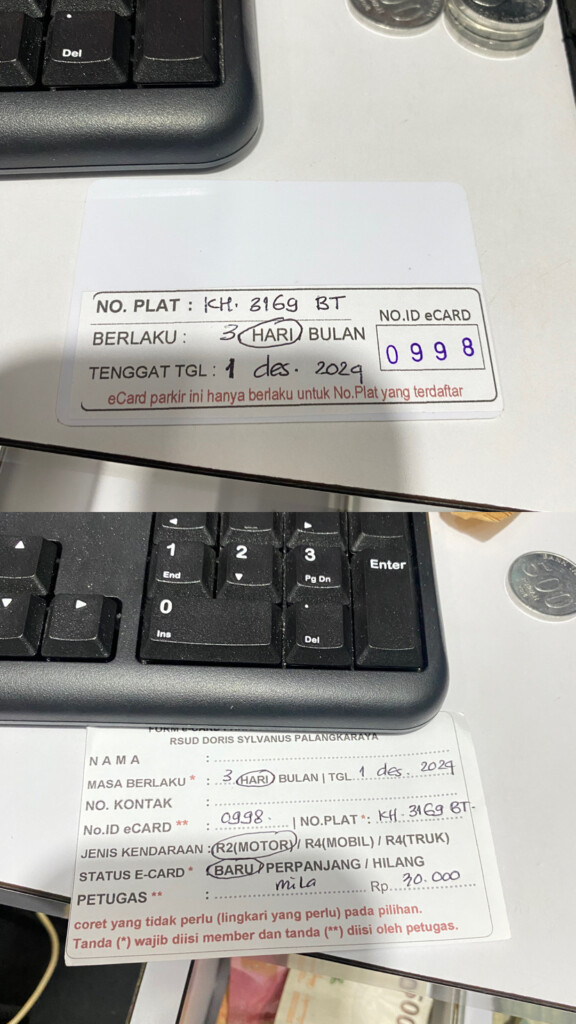 Del
NO. PLAT : KH. 3169 BT
NO.ID eCARD
BERLAKU : 3 HARI / BULAN
0998
TENGGAT TGL : 1 des. 2024
eCard parkir ini hanya berlaku untuk No.Plat yang terdaftar
1 End
2
3 Pg Dn
Enter
0 Ins
. Del
500
RSUD DORIS SYLVANUS PALANGKARAYA
N A M A :
MASA BERLAKU * : 3 HARI BULAN | TGL 1 des. 2024
NO. KONTAK :
No.ID eCARD ** : 0998. | NO.PLAT *: KH. 3169 BT.
JENIS KENDARAAN : R2(MOTOR) / R4(MOBIL) / R4(TRUK)
STATUS E-CARD * : BARU / PERPANJANG / HILANG
PETUGAS ** : mila Rp. 30.000
coret yang tidak perlu (lingkari yang perlu) pada pilihan.
Tanda (*) wajib diisi member dan tanda (**) diisi oleh petugas.